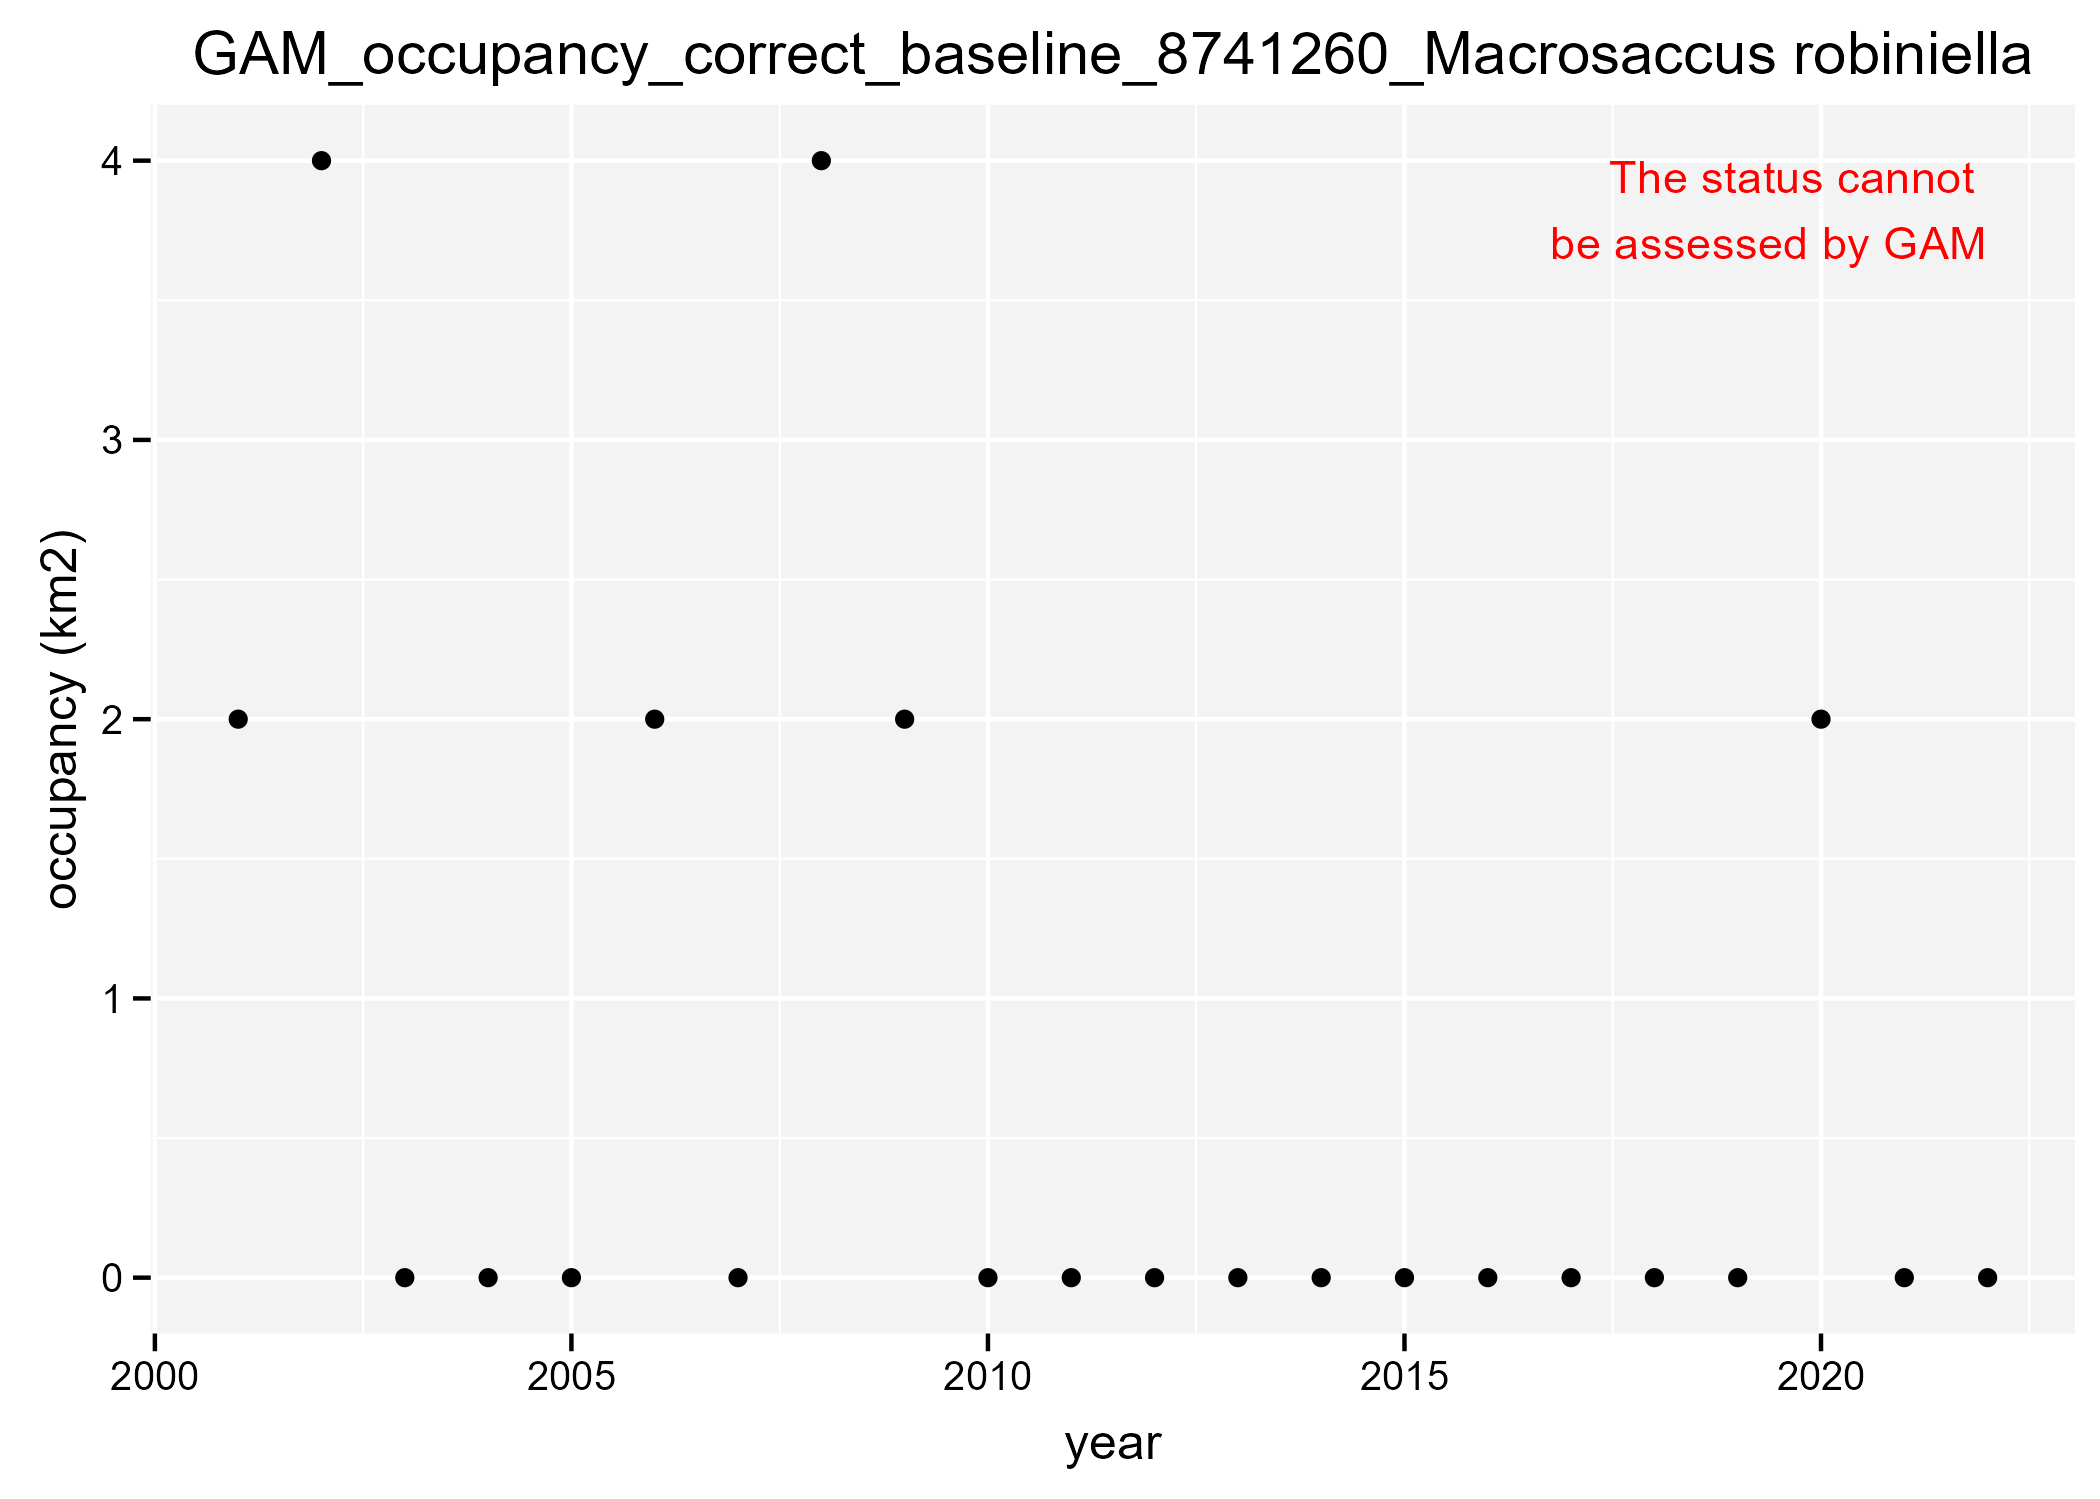 GAM_occupancy_correct_baseline_8741260_Macrosaccus robiniella
The status cannot
be assessed by GAM
occupancy (km2)
4
3
2
1
0
2000 2005 2010 2015 2020
year